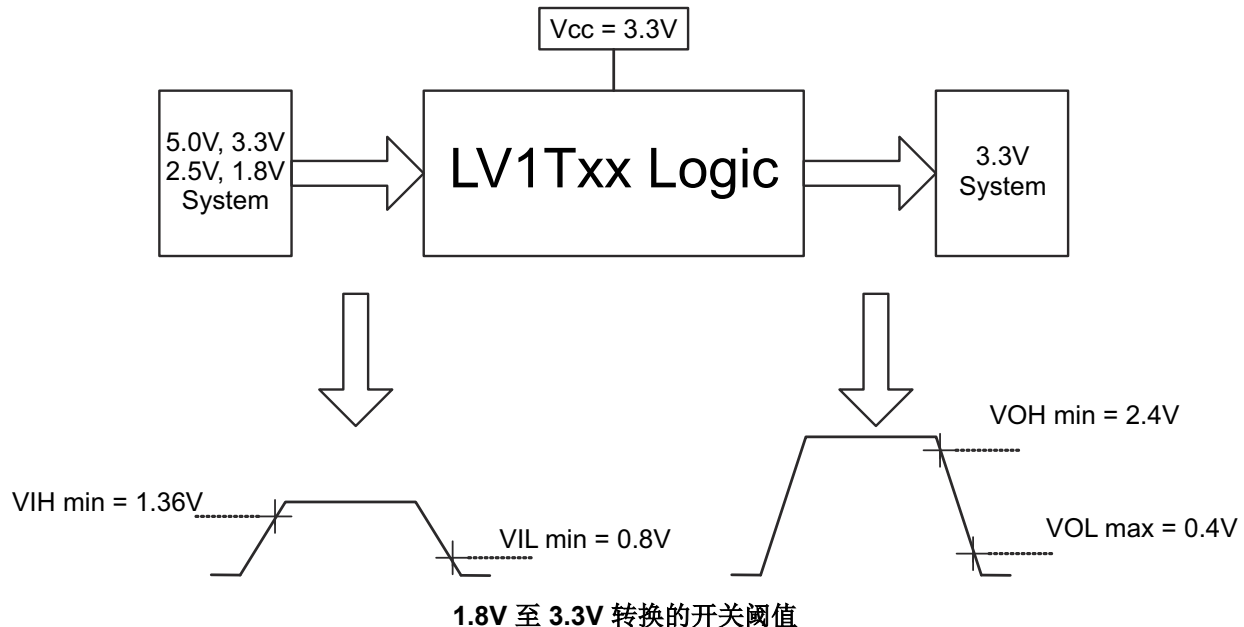 Vcc = 3.3V
5.0V, 3.3V
2.5V, 1.8V
System
LV1Txx Logic
3.3V
System
VOH min = 2.4V
VIH min = 1.36V
VIL min = 0.8V
VOL max = 0.4V
1.8V 至 3.3V 转换的开关阈值